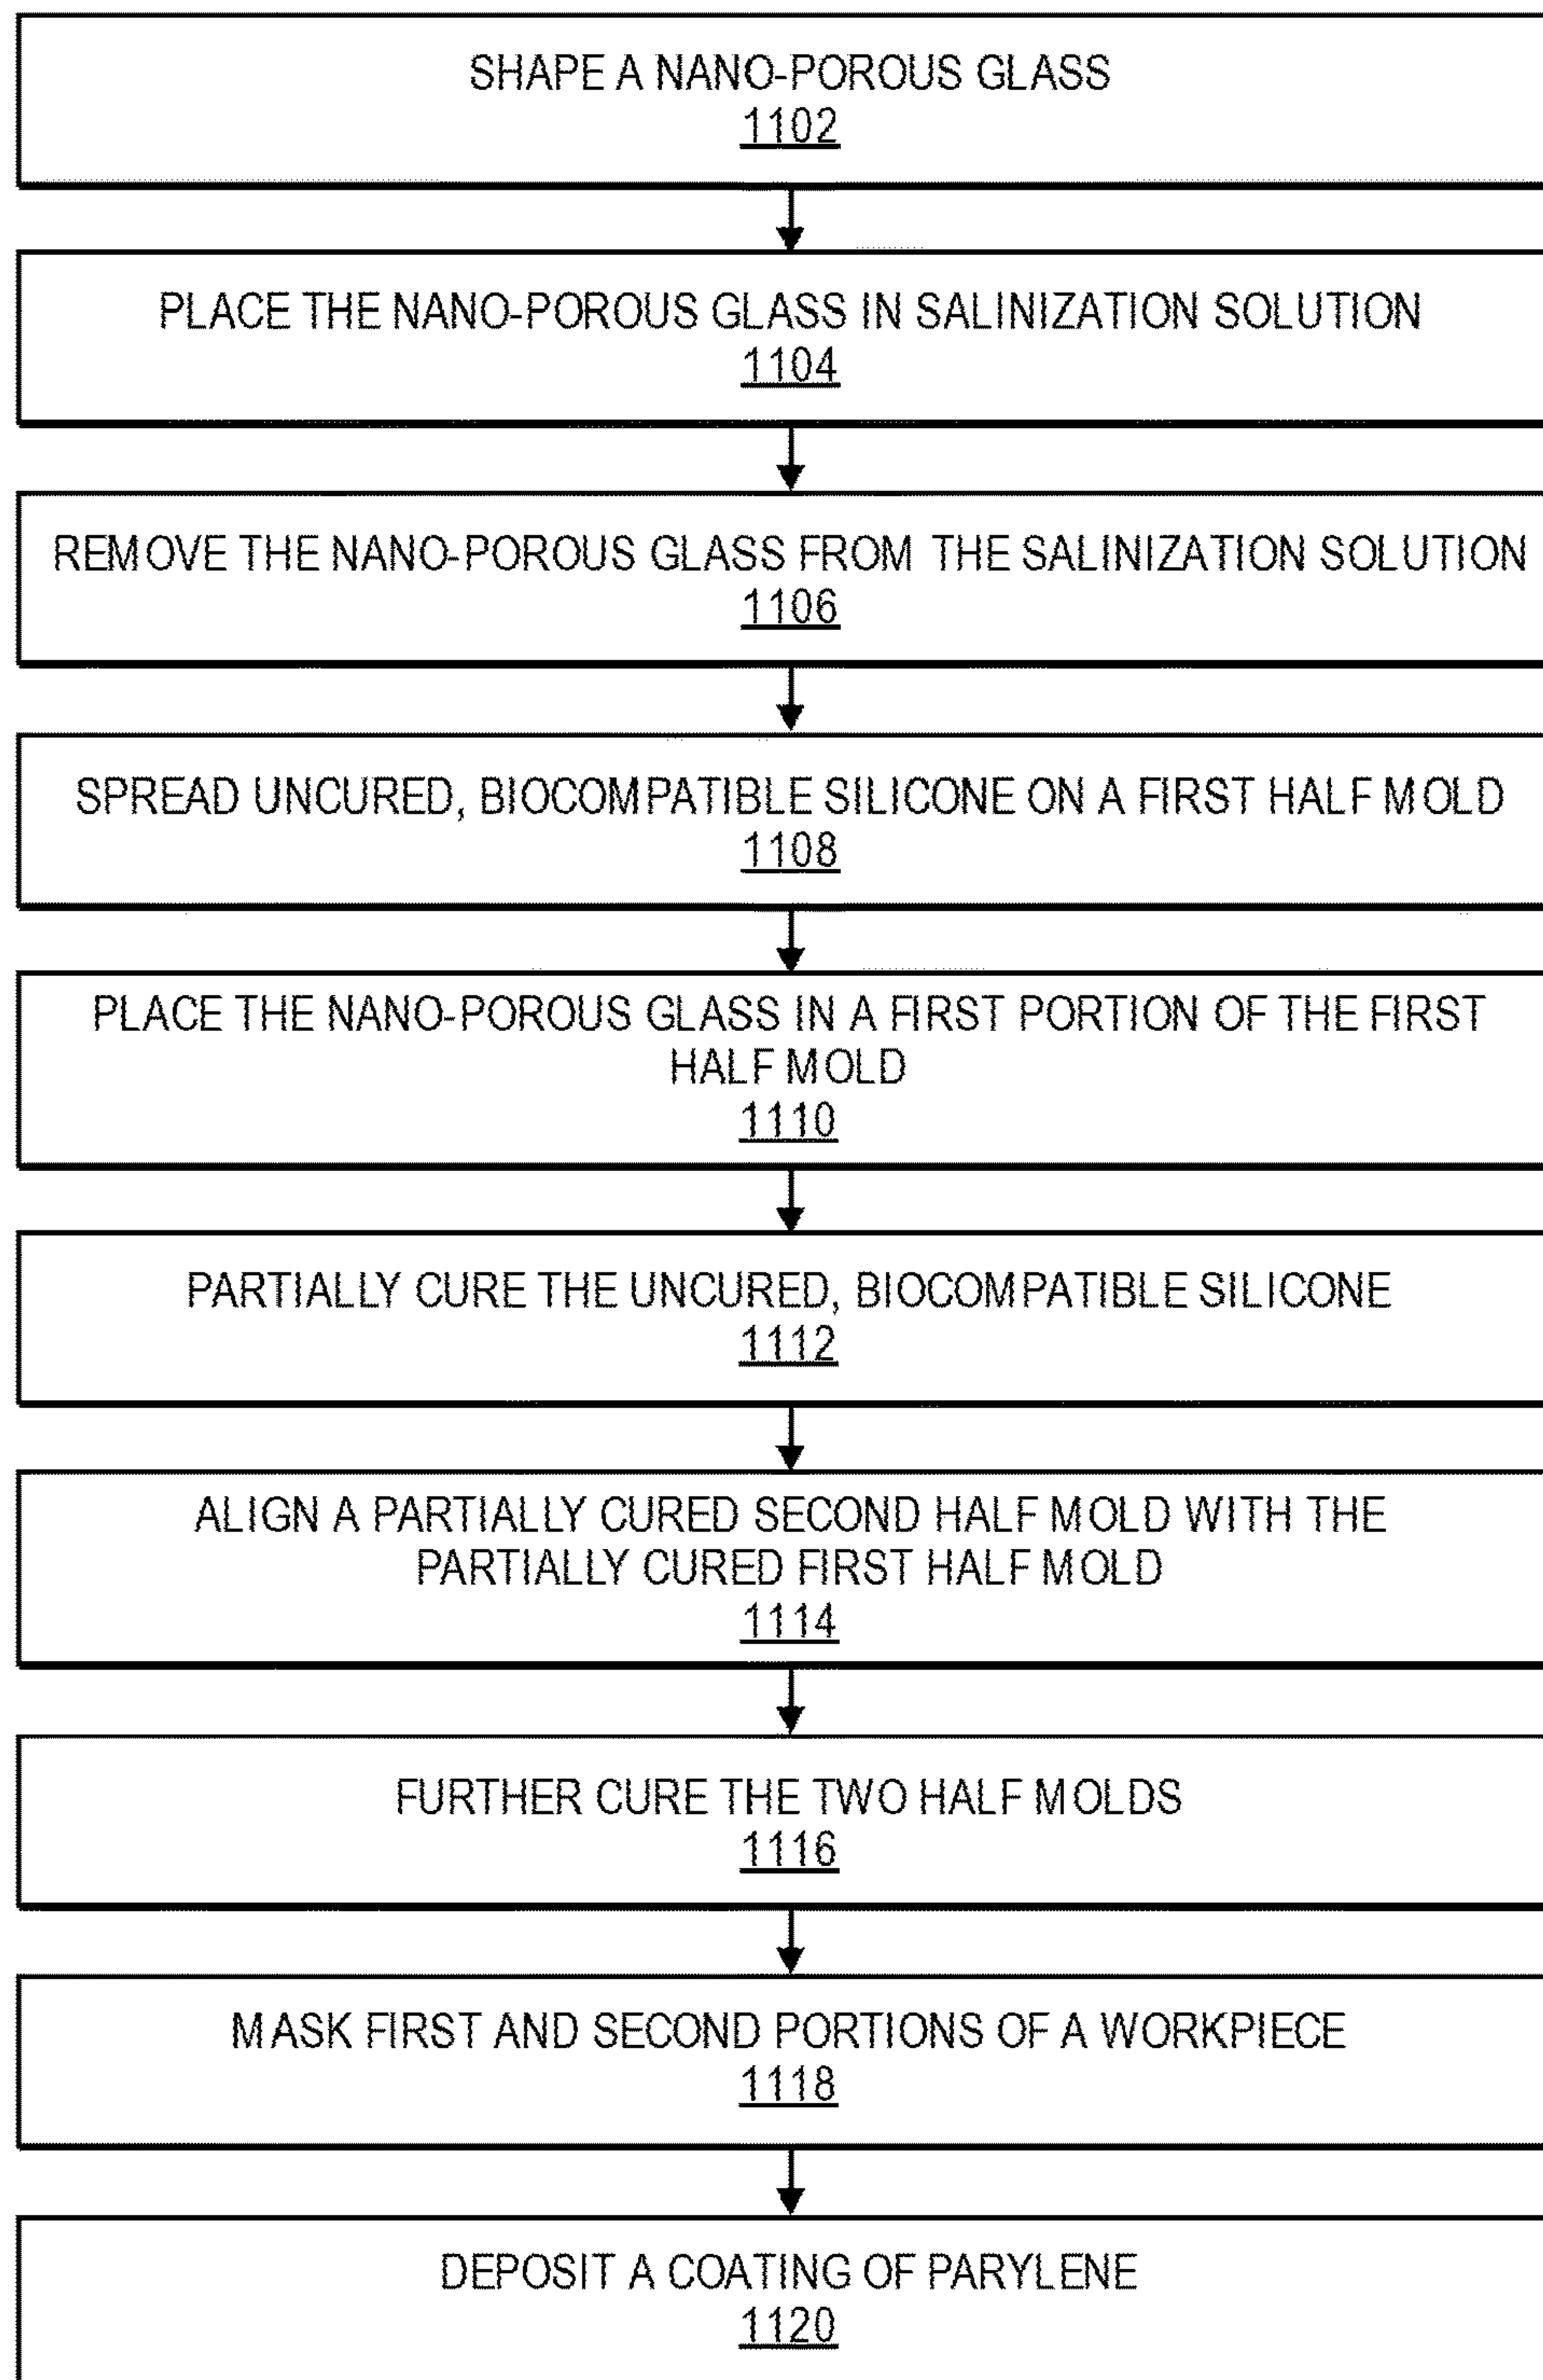 SHAPE A NANO-POROUS GLASS
1102
PLACE THE NANO-POROUS GLASS IN SALINIZATION SOLUTION
1104
REMOVE THE NANO-POROUS GLASS FROM THE SALINIZATION SOLUTION
1106
SPREAD UNCURED, BIOCOMPATIBLE SILICONE ON A FIRST HALF MOLD
1108
PLACE THE NANO-POROUS GLASS IN A FIRST PORTION OF THE FIRST
HALF MOLD
1110
PARTIALLY CURE THE UNCURED, BIOCOMPATIBLE SILICONE
1112
ALIGN A PARTIALLY CURED SECOND HALF MOLD WITH THE
PARTIALLY CURED FIRST HALF MOLD
1114
FURTHER CURE THE TWO HALF MOLDS
1116
MASK FIRST AND SECOND PORTIONS OF A WORKPIECE
1118
DEPOSIT A COATING OF PARYLENE
1120